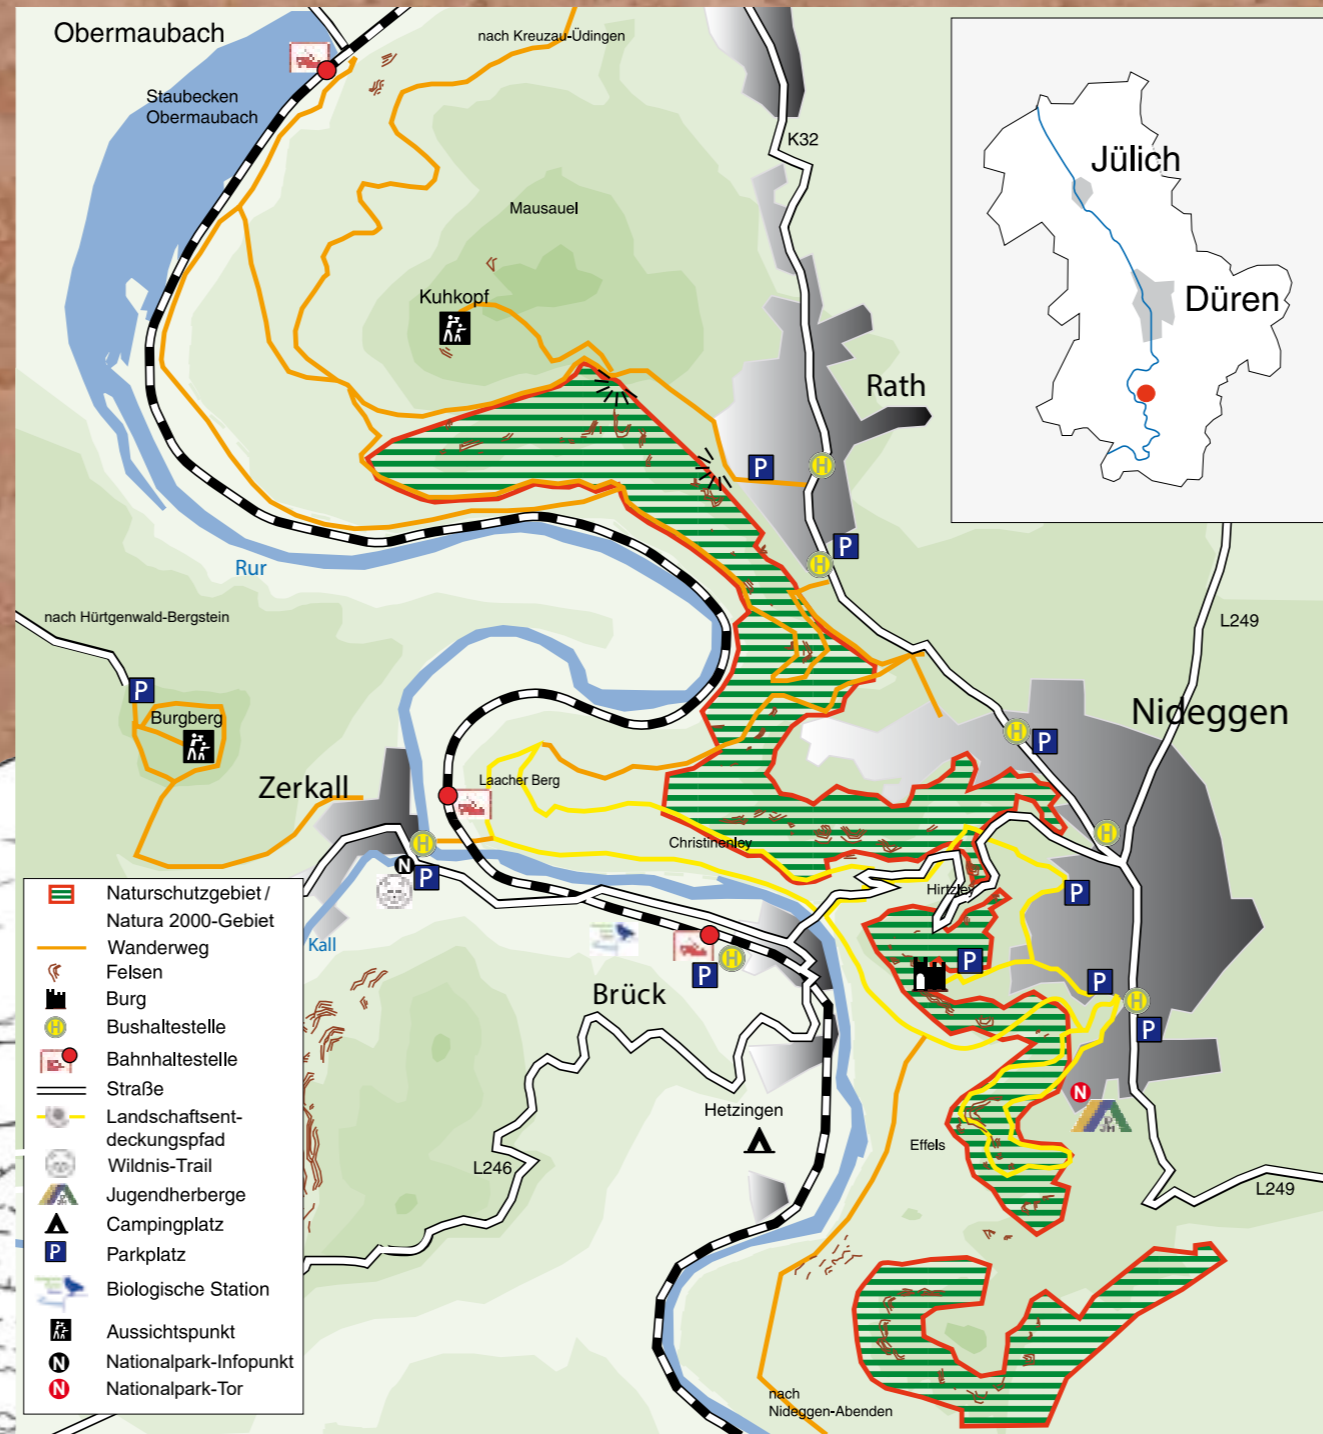 Obermaubach
nach Kreuzau-Üdingen
Staubecken
Obermaubach
K32
Mausauel
Kuhkopf
Rath
P
H
H
P
Jülich
Düren
Rur
nach Hürtgenwald-Bergstein
P
Burgberg
L249
Nideggen
H
P
Zerkall
Laacher Berg
H
N
P
Christinenley
H
P
Hirtzley
Kall
P
H
P
Brück
P
H
P
N
Hetzingen
Effels
L246
L249
nach
Nideggen-Abenden
Naturschutzgebiet /
Natura 2000-Gebiet
Wanderweg
Felsen
Burg
H Bushaltestelle
Bahnhaltestelle
Straße
Landschaftsent-
deckungspfad
Wildnis-Trail
Jugendherberge
Campingplatz
P Parkplatz
Biologische Station
Aussichtspunkt
N Nationalpark-Infopunkt
N Nationalpark-Tor